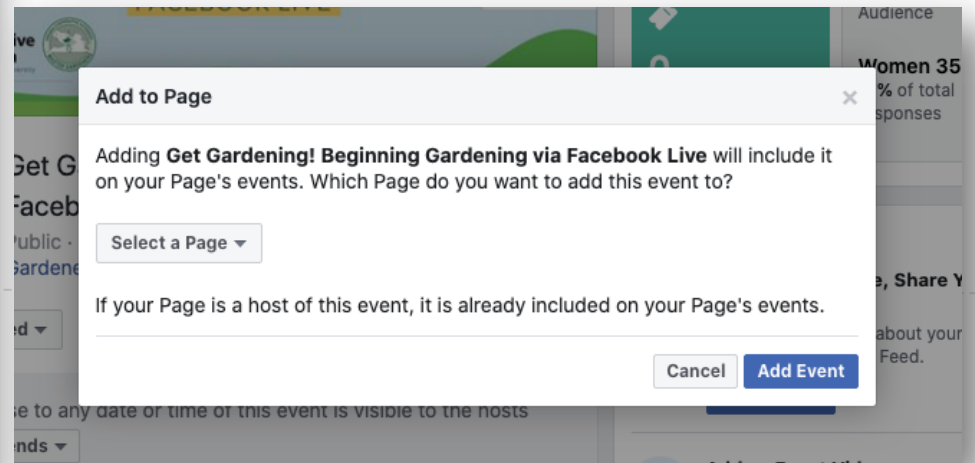 FACEBOOK LIVE
Audience
Women 35
% of total
sponses
Add to Page
×
Adding Get Gardening! Beginning Gardening via Facebook Live will include it
on your Page's events. Which Page do you want to add this event to?
Select a Page
If your Page is a host of this event, it is already included on your Page's events.
Cancel
Add Event
Get G
Faceb
Public ·
Gardene
ed
e, Share Y
about your
Feed.
se to any date or time of this event is visible to the hosts
ends